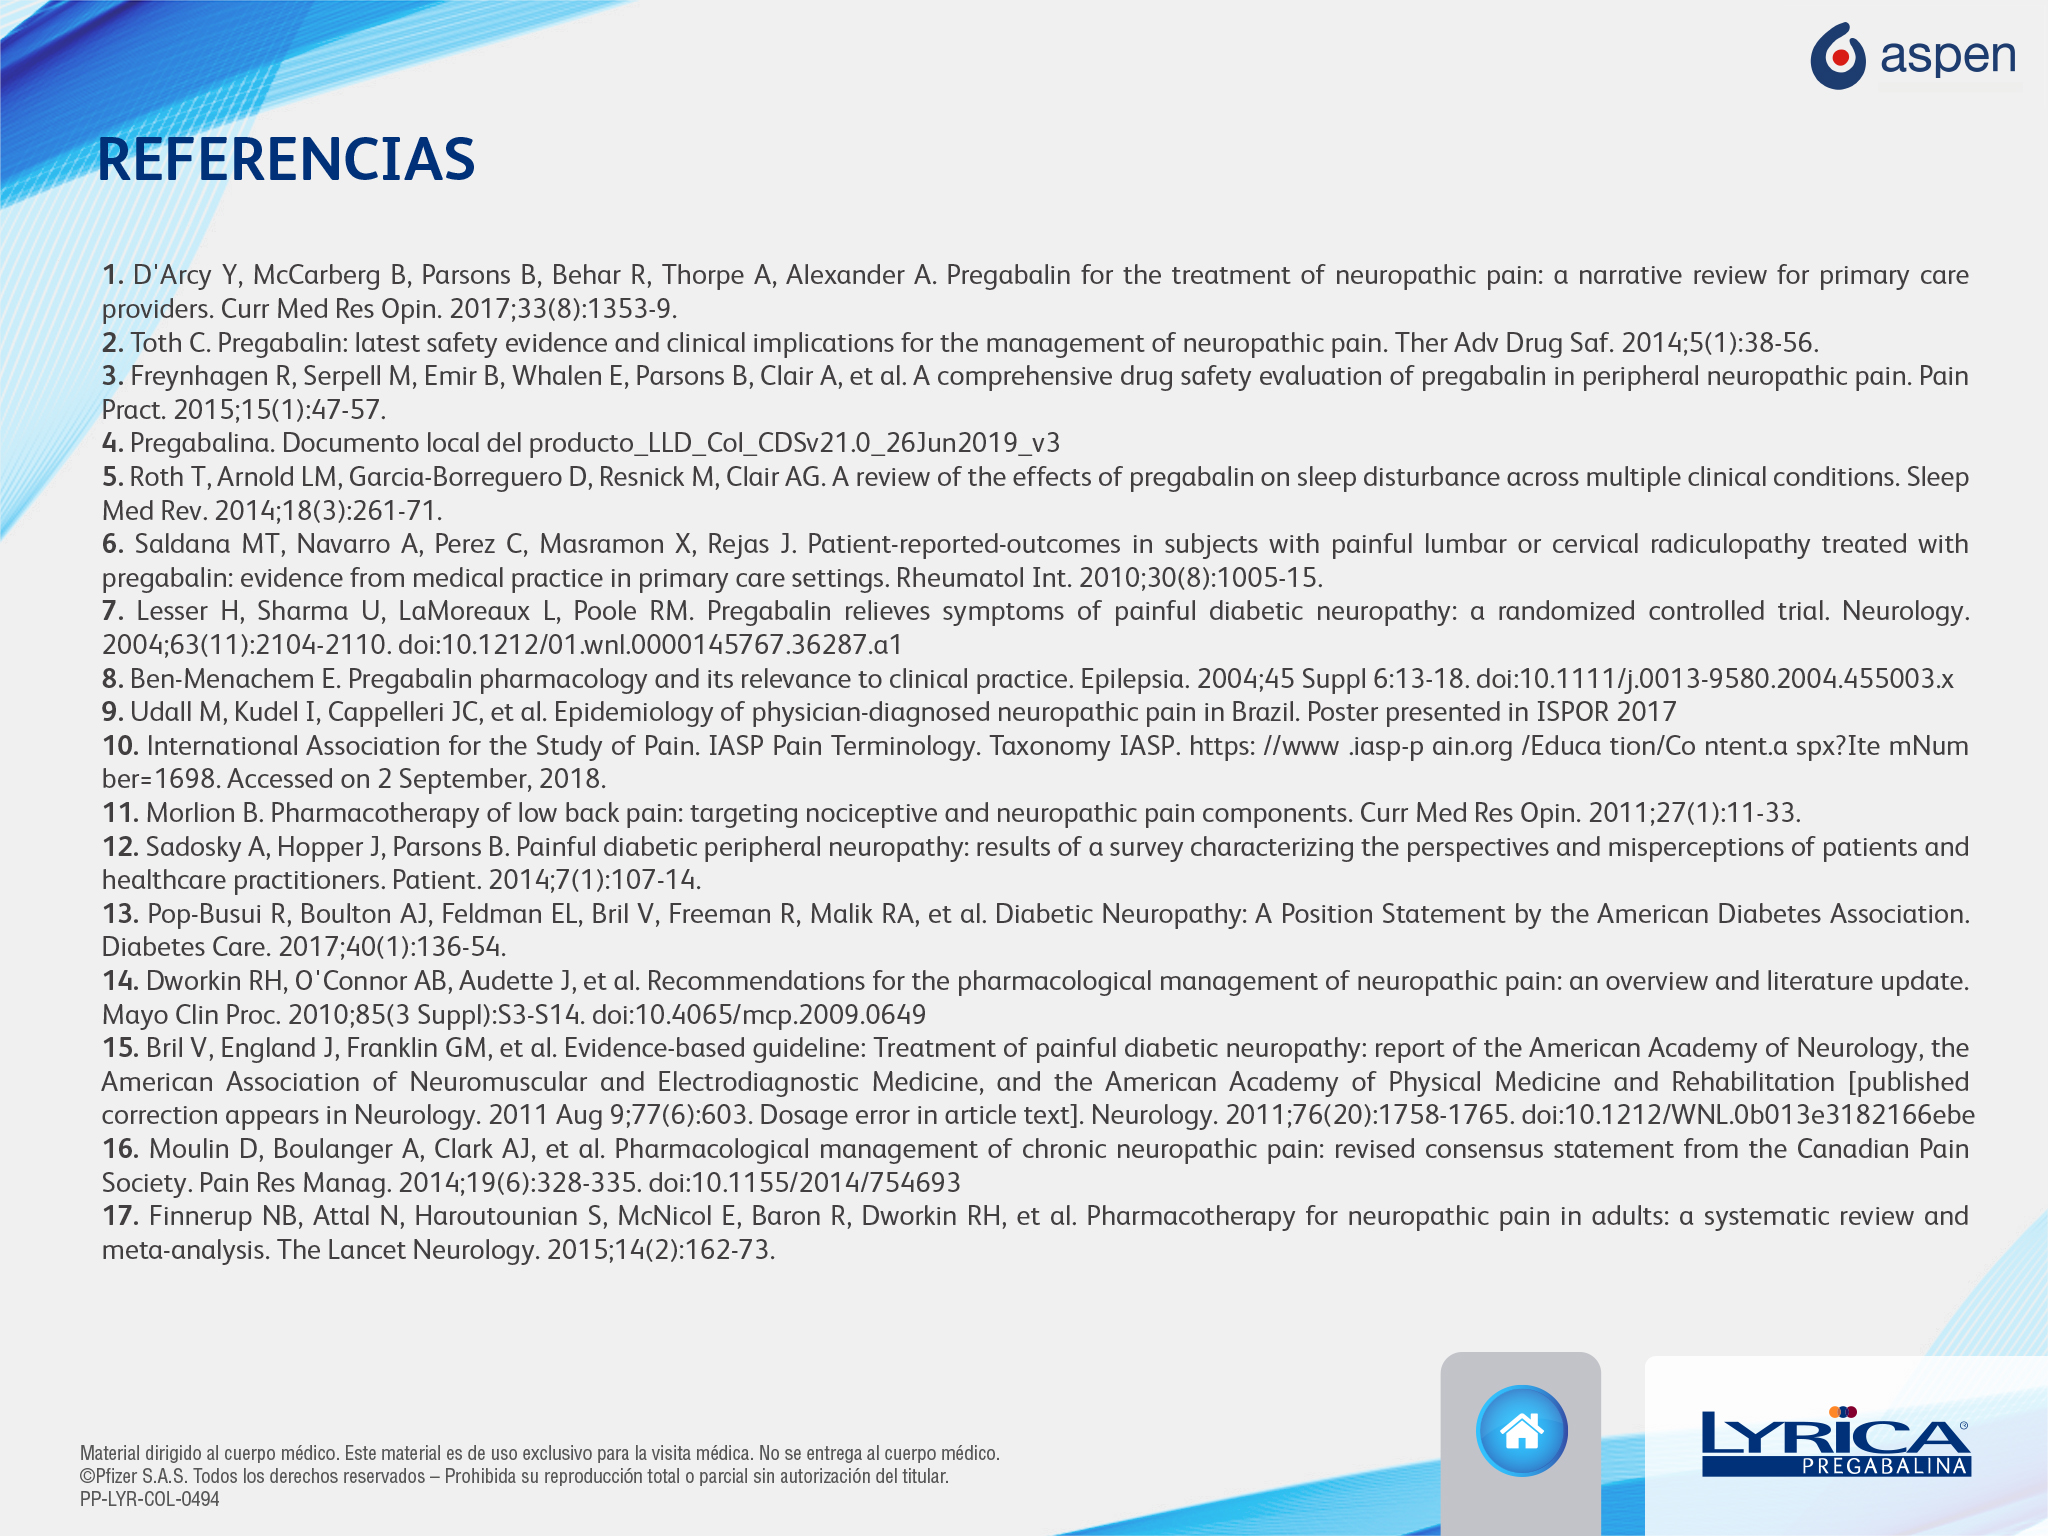 aspen
REFERENCIAS
1. D'Arcy Y, McCarberg B, Parsons B, Behar R, Thorpe A, Alexander A. Pregabalin for the treatment of neuropathic pain: a narrative review for primary care
providers. Curr Med Res Opin. 2017;33(8):1353-9.
2. Toth C. Pregabalin: latest safety evidence and clinical implications for the management of neuropathic pain. Ther Adv Drug Saf. 2014;5(1):38-56.
3. Freynhagen R, Serpell M, Emir B, Whalen E, Parsons B, Clair A, et al. A comprehensive drug safety evaluation of pregabalin in peripheral neuropathic pain. Pain
Pract. 2015;15(1):47-57.
4. Pregabalina. Documento local del producto_LLD_Col_CDSv21.0_26Jun2019_v3
5. Roth T, Arnold LM, Garcia-Borreguero D, Resnick M, Clair AG. A review of the effects of pregabalin on sleep disturbance across multiple clinical conditions. Sleep
Med Rev. 2014;18(3):261-71.
6. Saldana MT, Navarro A, Perez C, Masramon X, Rejas J. Patient-reported-outcomes in subjects with painful lumbar or cervical radiculopathy treated with
pregabalin: evidence from medical practice in primary care settings. Rheumatol Int. 2010;30(8):1005-15.
7. Lesser H, Sharma U, LaMoreaux L, Poole RM. Pregabalin relieves symptoms of painful diabetic neuropathy: a randomized controlled trial. Neurology.
2004;63(11):2104-2110. doi:10.1212/01.wnl.0000145767.36287.a1
8. Ben-Menachem E. Pregabalin pharmacology and its relevance to clinical practice. Epilepsia. 2004;45 Suppl 6:13-18. doi:10.1111/j.0013-9580.2004.455003.x
9. Udall M, Kudel I, Cappelleri JC, et al. Epidemiology of physician-diagnosed neuropathic pain in Brazil. Poster presented in ISPOR 2017
10. International Association for the Study of Pain. IASP Pain Terminology. Taxonomy IASP. https: //www .iasp-p ain.org /Educa tion/Co ntent.a spx?Ite mNum
ber=1698. Accessed on 2 September, 2018.
11. Morlion B. Pharmacotherapy of low back pain: targeting nociceptive and neuropathic pain components. Curr Med Res Opin. 2011;27(1):11-33.
12. Sadosky A, Hopper J, Parsons B. Painful diabetic peripheral neuropathy: results of a survey characterizing the perspectives and misperceptions of patients and
healthcare practitioners. Patient. 2014;7(1):107-14.
13. Pop-Busui R, Boulton AJ, Feldman EL, Bril V, Freeman R, Malik RA, et al. Diabetic Neuropathy: A Position Statement by the American Diabetes Association.
Diabetes Care. 2017;40(1):136-54.
14. Dworkin RH, O'Connor AB, Audette J, et al. Recommendations for the pharmacological management of neuropathic pain: an overview and literature update.
Mayo Clin Proc. 2010;85(3 Suppl):S3-S14. doi:10.4065/mcp.2009.0649
15. Bril V, England J, Franklin GM, et al. Evidence-based guideline: Treatment of painful diabetic neuropathy: report of the American Academy of Neurology, the
American Association of Neuromuscular and Electrodiagnostic Medicine, and the American Academy of Physical Medicine and Rehabilitation [published
correction appears in Neurology. 2011 Aug 9;77(6):603. Dosage error in article text]. Neurology. 2011;76(20):1758-1765. doi:10.1212/WNL.0b013e3182166ebe
16. Moulin D, Boulanger A, Clark AJ, et al. Pharmacological management of chronic neuropathic pain: revised consensus statement from the Canadian Pain
Society. Pain Res Manag. 2014;19(6):328-335. doi:10.1155/2014/754693
17. Finnerup NB, Attal N, Haroutounian S, McNicol E, Baron R, Dworkin RH, et al. Pharmacotherapy for neuropathic pain in adults: a systematic review and
meta-analysis. The Lancet Neurology. 2015;14(2):162-73.
Material dirigido al cuerpo médico. Este material es de uso exclusivo para la visita médica. No se entrega al cuerpo médico.
©Pfizer S.A.S. Todos los derechos reservados – Prohibida su reproducción total o parcial sin autorización del titular.
PP-LYR-COL-0494
LYRICA®
PREGABALINA